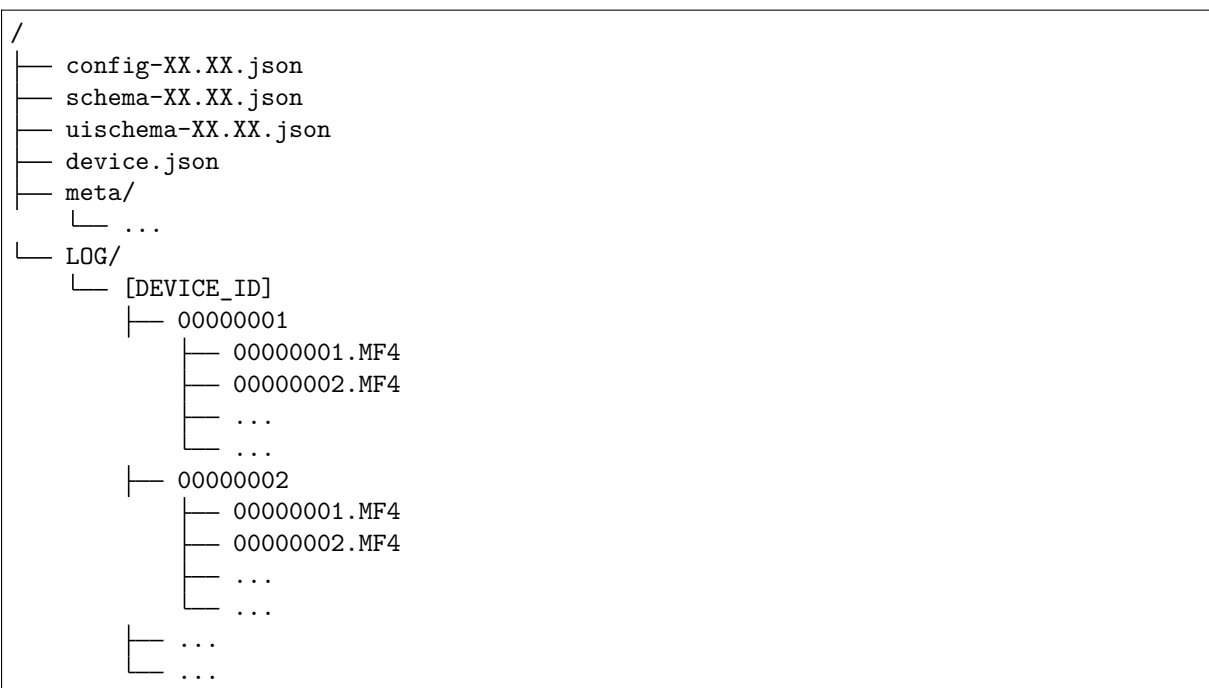 /
├── config-XX.XX.json
├── schema-XX.XX.json
├── uischema-XX.XX.json
├── device.json
├── meta/
    └── ...
└── LOG/
    └── [DEVICE_ID]
        ├── 00000001
            ├── 00000001.MF4
            ├── 00000002.MF4
            ├── ...
            └── ...
        ├── 00000002
            ├── 00000001.MF4
            ├── 00000002.MF4
            ├── ...
            └── ...
        ├── ...
        └── ...